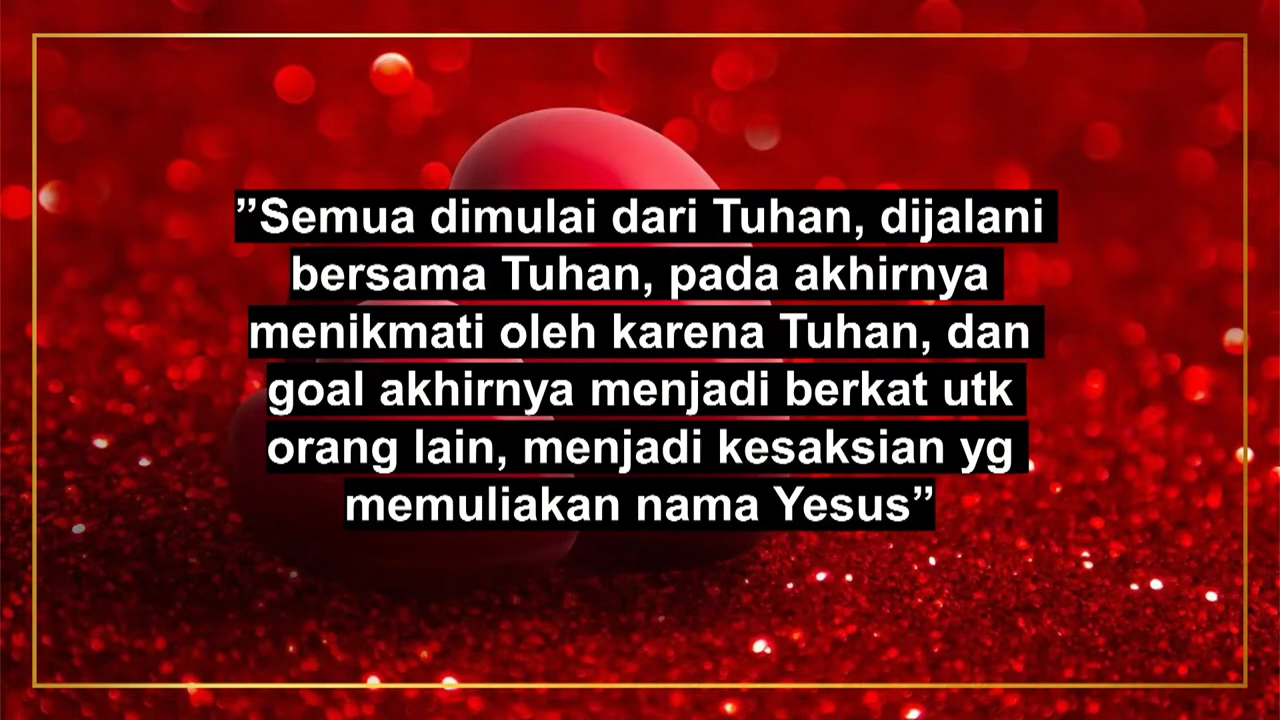 ”Semua dimulai dari Tuhan, dijalani
bersama Tuhan, pada akhirnya
menikmati oleh karena Tuhan, dan
goal akhirnya menjadi berkat utk
orang lain, menjadi kesaksian yg
memuliakan nama Yesus”